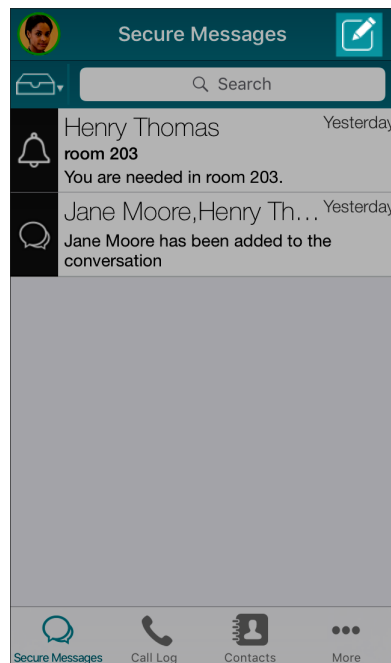 Secure Messages
Search
Henry Thomas
Yesterday
room 203
You are needed in room 203.
Jane Moore,Henry Th...
Yesterday
Jane Moore has been added to the
conversation
Secure Messages
Call Log
Contacts
More